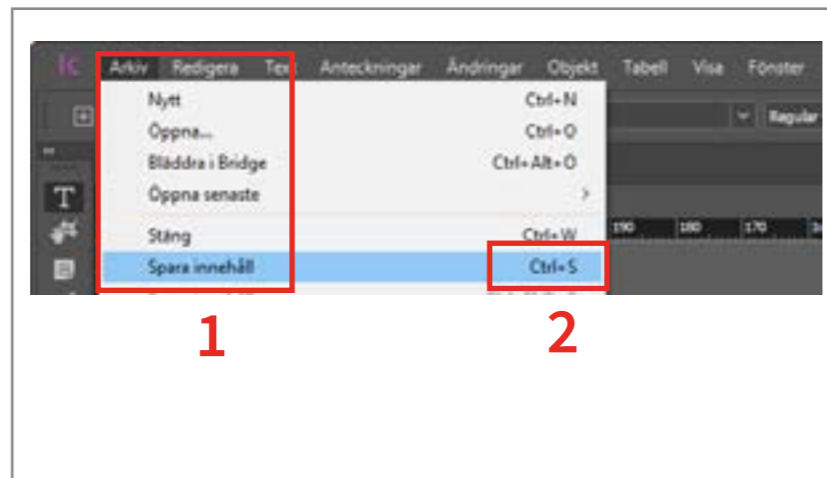 IC Arkiv Redigera Text Anteckningar Ändringar Objekt Tabell Visa Fönster
Nytt Ctrl+N
Öppna... Ctrl+O
Regular
Bläddra i Bridge Ctrl+Alt+O
Öppna senaste
T
Stäng Ctrl+W
190 180 170
Spara innehåll Ctrl+S
1 2